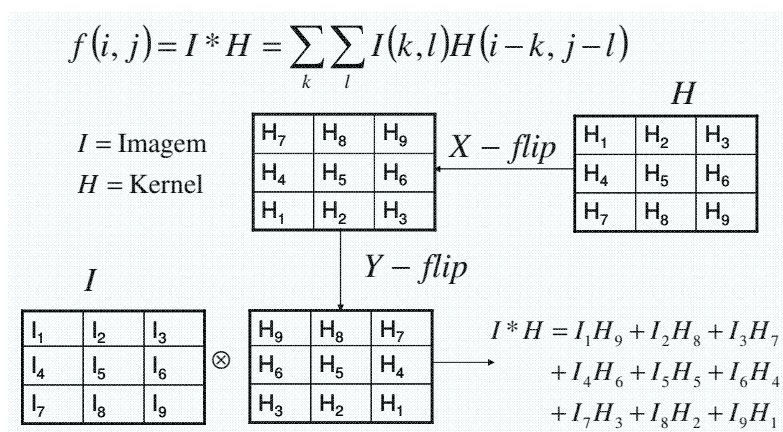 f(i, j) = I * H = ∑∑ I(k, l)H(i − k, j − l)
k l
H
I = Imagem
H = Kernel
H₇ H₈ H₉
H₄ H₅ H₆
H₁ H₂ H₃
X − flip
H₁ H₂ H₃
H₄ H₅ H₆
H₇ H₈ H₉
Y − flip
I
I₁ I₂ I₃
I₄ I₅ I₆
I₇ I₈ I₉
⊗
H₉ H₈ H₇
H₆ H₅ H₄
H₃ H₂ H₁
I * H = I₁H₉ + I₂H₈ + I₃H₇
+ I₄H₆ + I₅H₅ + I₆H₄
+ I₇H₃ + I₈H₂ + I₉H₁